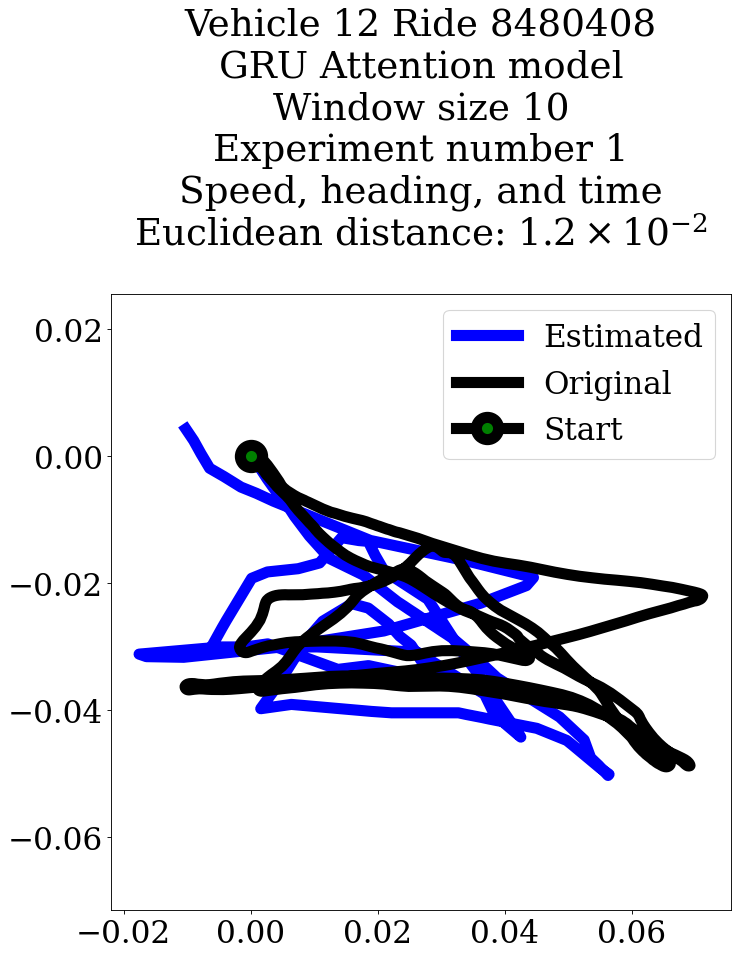 Vehicle 12 Ride 8480408
GRU Attention model
Window size 10
Experiment number 1
Speed, heading, and time
Euclidean distance: 1.2 × 10⁻²
Estimated
Original
Start
0.02
0.00
−0.02
−0.04
−0.06
−0.02 0.00 0.02 0.04 0.06